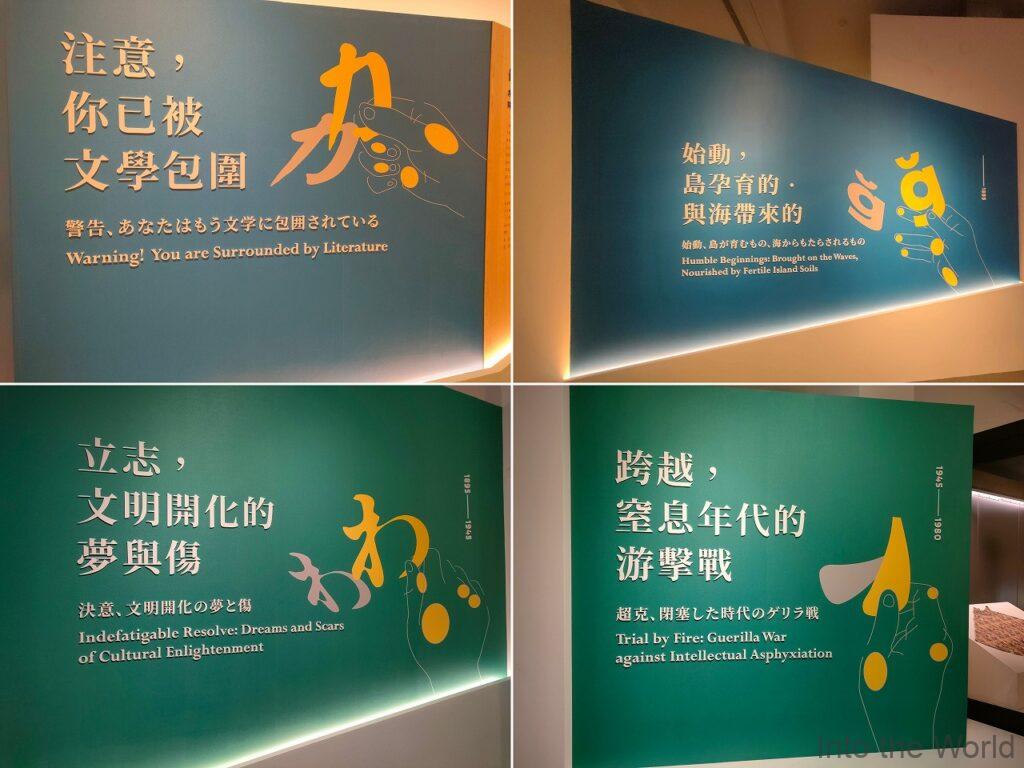 注意，
你已被
文學包圍
警告、あなたはもう文学に包囲されている
Warning! You are Surrounded by Literature
始動，
島孕育的・
與海帶來的
始動、島が育むもの、海からもたらされるもの
Humble Beginnings: Brought on the Waves,
Nourished by Fertile Island Soils
立志，
文明開化的
夢與傷
決意、文明開化の夢と傷
Indefatigable Resolve: Dreams and Scars
of Cultural Enlightenment
1895——1945
跨越，
窒息年代的
游擊戰
超克、閉塞した時代のゲリラ戦
Trial by Fire: Guerilla War
against Intellectual Asphyxiation
1945——1980
Into the World